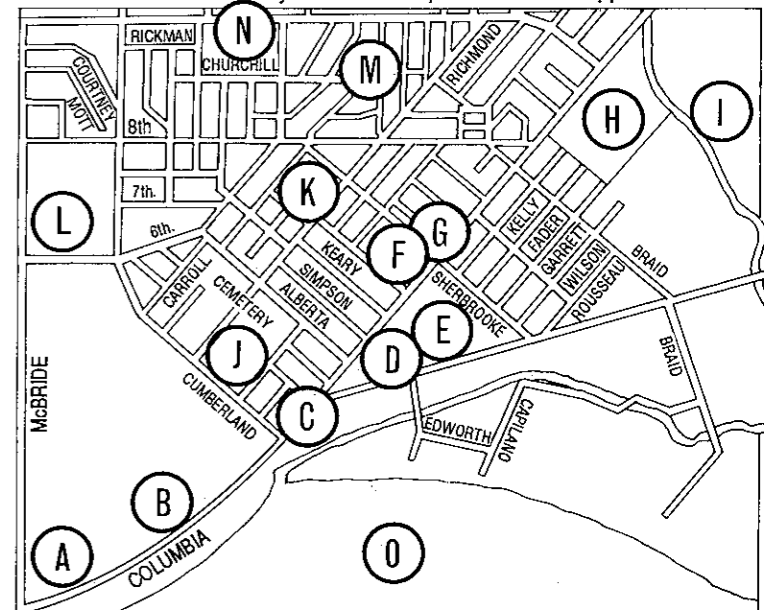 RICKMAN
N
CHURCHILL
M
RICHMOND
COURTNEY
MOTT
8th
H
I
7th.
K
L
6th.
KELLY
FADER
GARRETT
WILSON
ROUSSEAU
BRAID
G
F
KEARY
SIMPSON
ALBERTA
SHERBROOKE
CARROLL
CEMETERY
E
D
J
BRAID
McBRIDE
CUMBERLAND
C
EDWORTH
CAPILANO
B
A
COLUMBIA
O